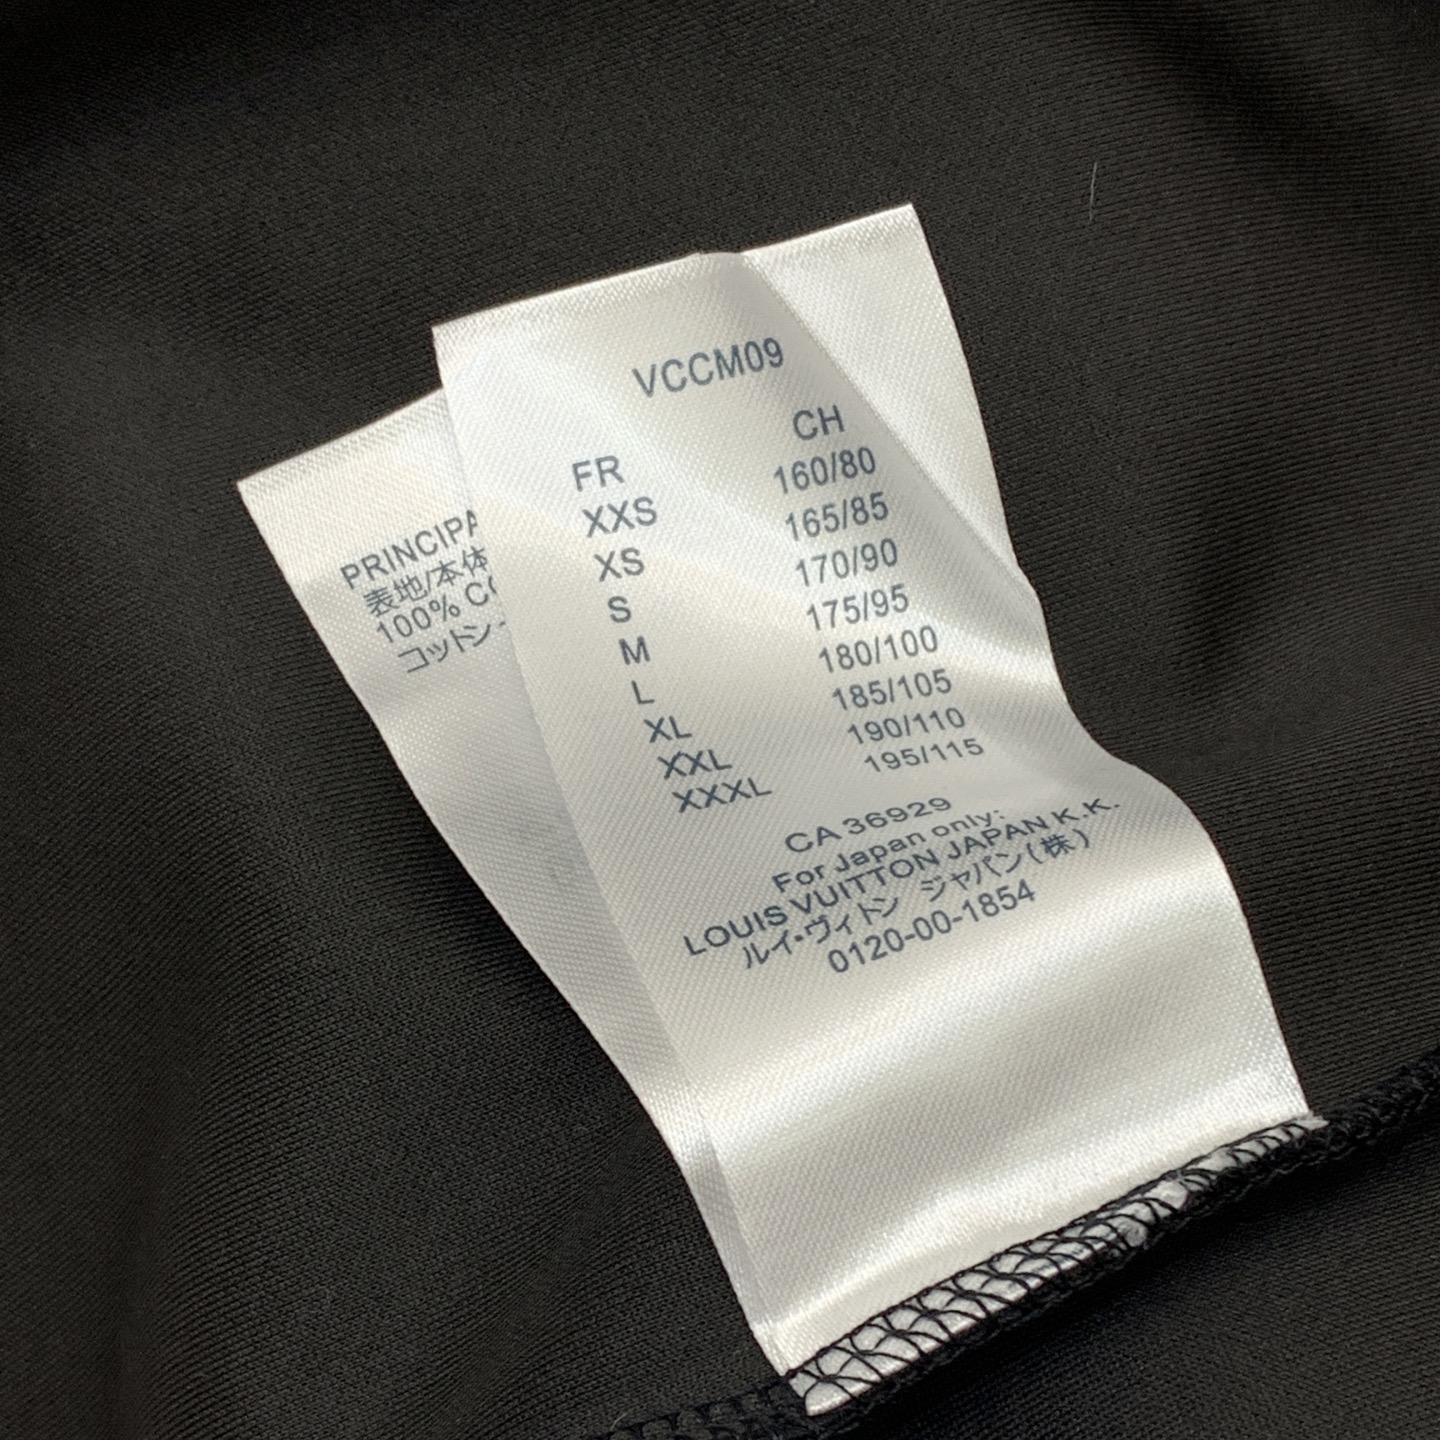 VCCM09
FR CH
XXS 160/80
XS 165/85
S 170/90
M 175/95
L 180/100
XL 185/105
XXL 190/110
XXXL 195/115
CA 36929
For Japan only:
LOUIS VUITTON JAPAN K.K.
ルイ・ヴィトン ジャパン(株)
0120-00-1854
PRINCIPA
表地/本体
100% CO
コットン